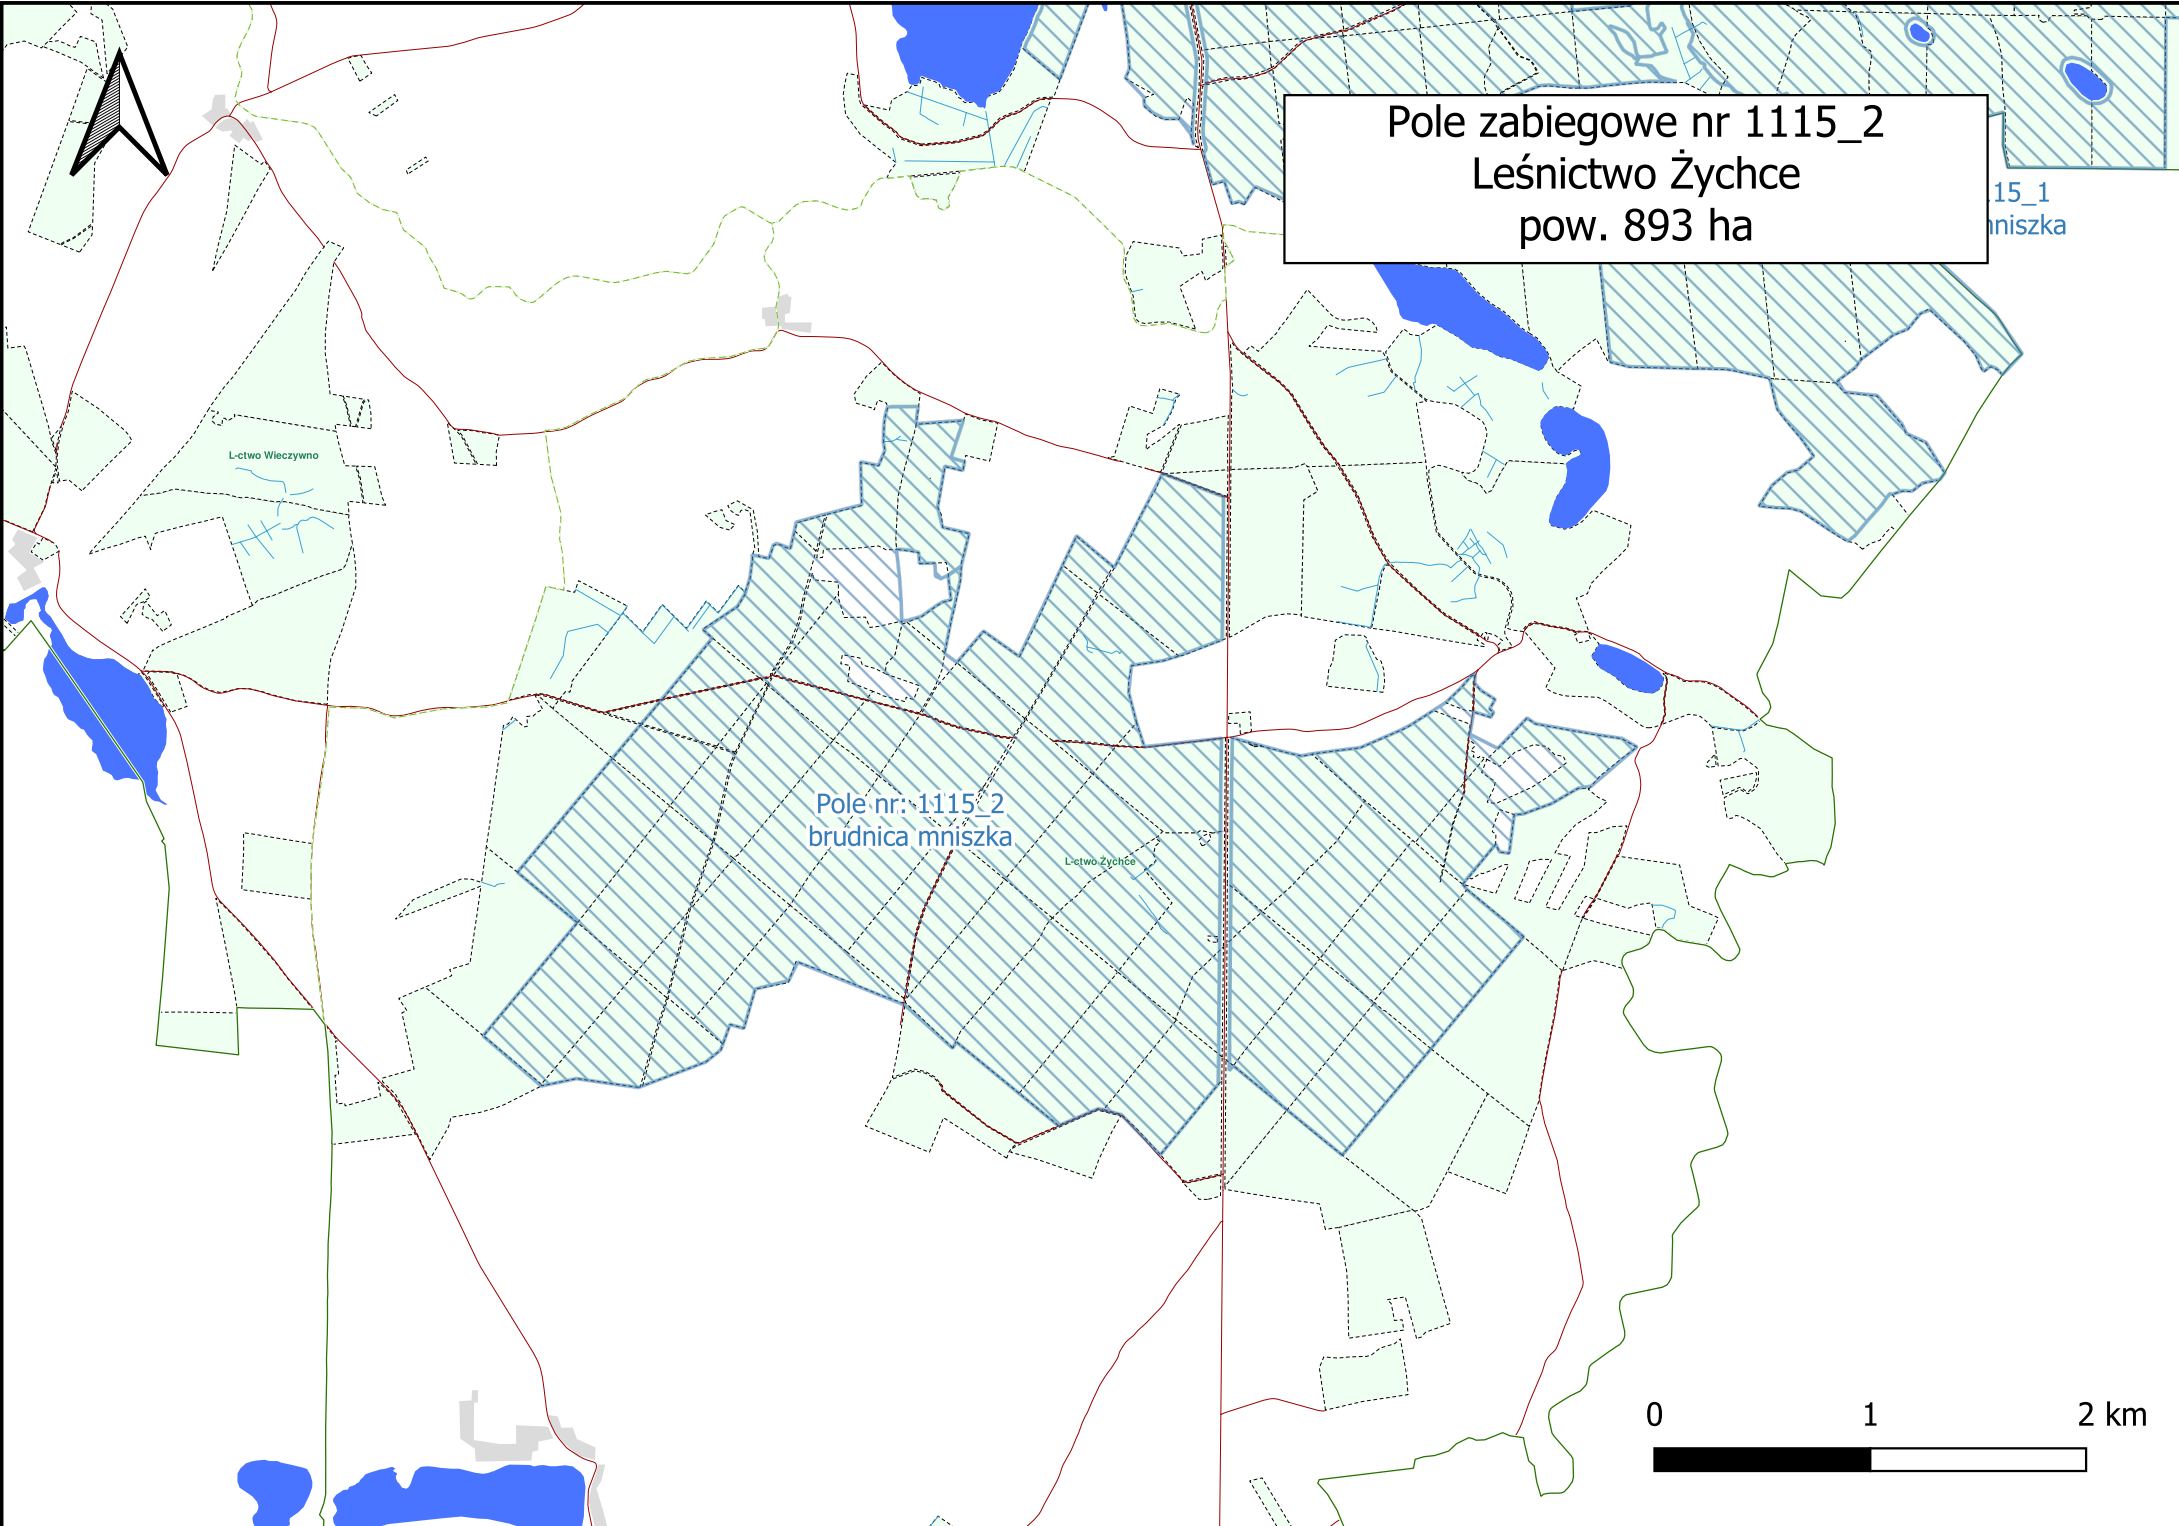 Pole zabiegowe nr 1115_2
Leśnictwo Żychce
pow. 893 ha
15_1
mniszka
L-ctwo Wieczywno
Pole nr: 1115_2
brudnica mniszka
L-ctwo Żychce
0 1 2 km